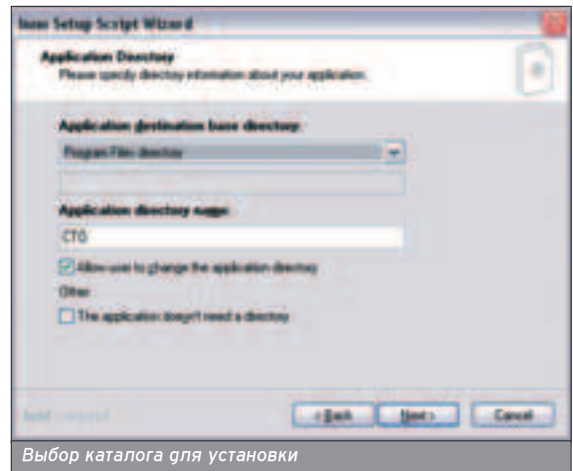 Inno Setup Script Wizard
Application Directory
Please specify directory information about your application.
Application destination base directory:
Program Files directory
Application directory name:
CTG
Allow user to change the application directory
Other
The application doesn't need a directory
< Back
Next >
Cancel
Выбор каталога для установки